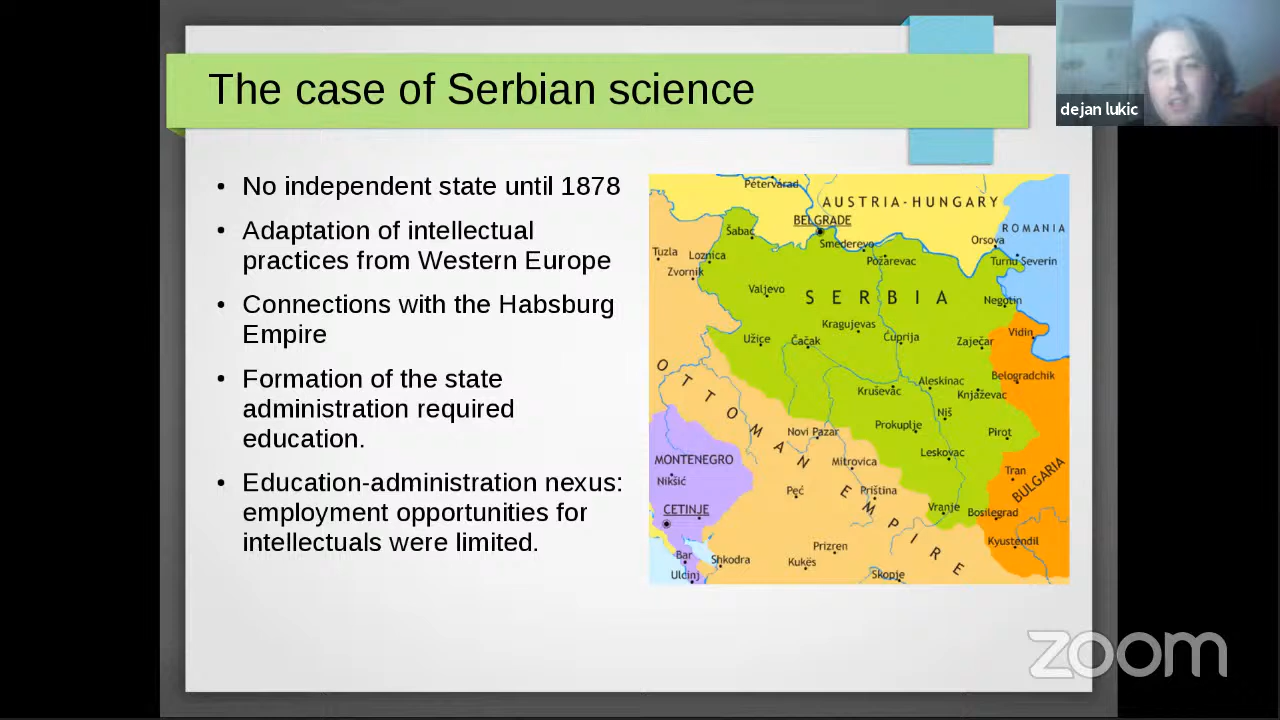 The case of Serbian science
dejan lukic
• No independent state until 1878
• Adaptation of intellectual
practices from Western Europe
• Connections with the Habsburg
Empire
• Formation of the state
administration required
education.
• Education-administration nexus:
employment opportunities for
intellectuals were limited.
Pétervárad
AUSTRIA-HUNGARY
BELGRADE
ROMANIA
Šabac
Smederevo
Orsova
Tuzla
Loznica
Požarevac
Turnu Severin
Zvornik
Valjevo
SERBIA
Negotin
Kragujevas
Vidin
Užice
Čačak
Ćuprija
Zaječar
OTTOMAN EMPIRE
Belogradchik
Aleskinac
Kruševac
Knjaževac
Niš
Prokuplje
Novi Pazar
Pirot
Leskovac
MONTENEGRO
Mitrovica
Tran
BULGARIA
Nikšić
Peć
Priština
CETINJE
Vranje
Bosilegrad
Prizren
Kyustendil
Bar
Shkodra
Kukës
Ulcinj
Skopje
zoom